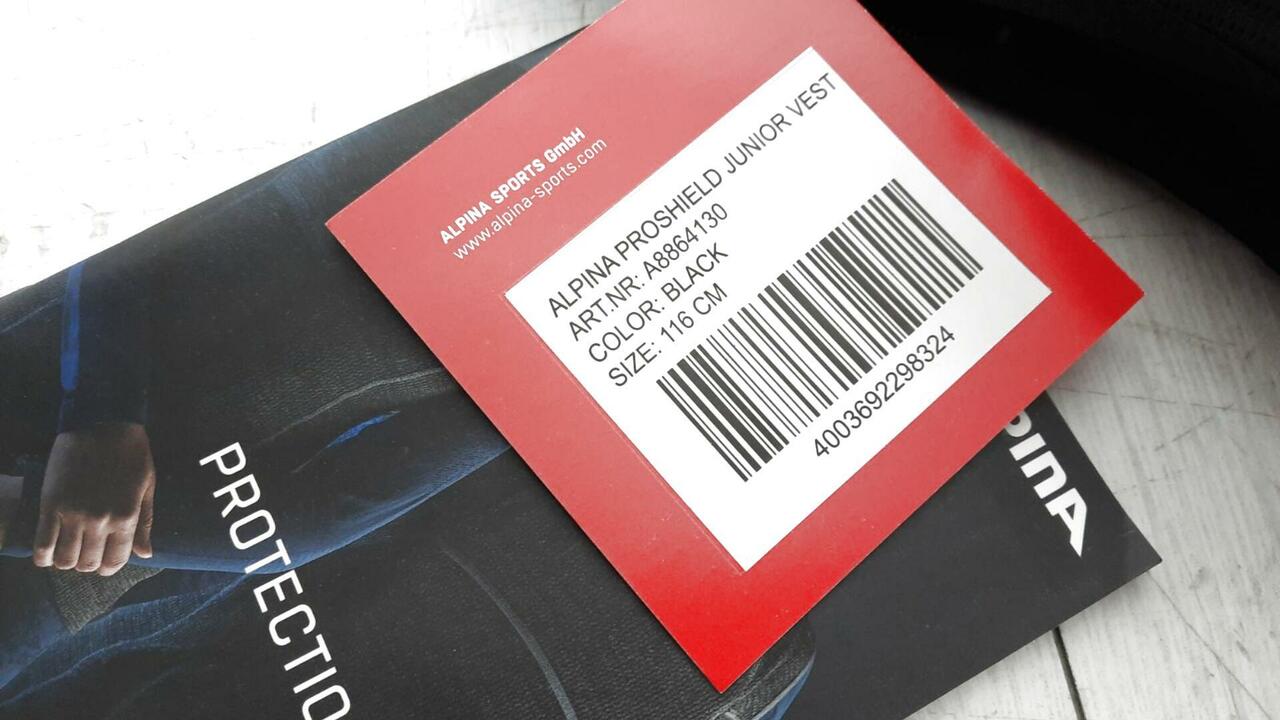 ALPINA SPORTS GmbH
www.alpina-sports.com
ALPINA PROSHIELD JUNIOR VEST
ART.NR: A8864130
COLOR: BLACK
SIZE: 116 CM
4003692298324
PROTECTIO
PINA